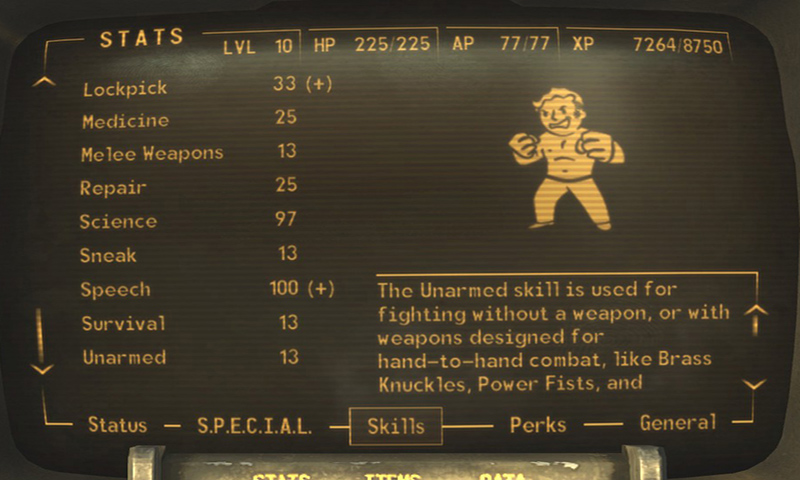 STATS LVL 10 HP 225/225 AP 77/77 XP 7264/8750
Lockpick 33 (+)
Medicine 25
Melee Weapons 13
Repair 25
Science 97
Sneak 13
Speech 100 (+)
Survival 13
Unarmed 13
The Unarmed skill is used for
fighting without a weapon, or with
weapons designed for
hand-to-hand combat, like Brass
Knuckles, Power Fists, and
Status S.P.E.C.I.A.L. Skills Perks General
STATS ITEMS DATA